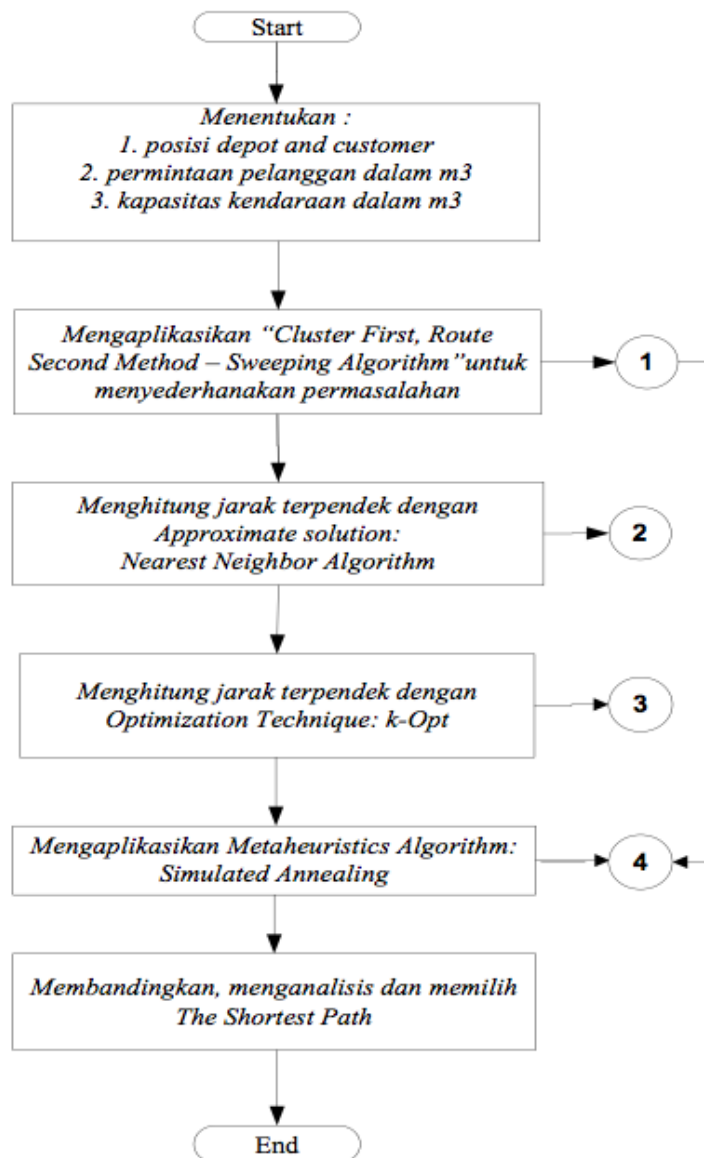 Start
Menentukan :
1. posisi depot and customer
2. permintaan pelanggan dalam m3
3. kapasitas kendaraan dalam m3
Mengaplikasikan “Cluster First, Route
Second Method – Sweeping Algorithm”untuk
menyederhanakan permasalahan
1
Menghitung jarak terpendek dengan
Approximate solution:
Nearest Neighbor Algorithm
2
Menghitung jarak terpendek dengan
Optimization Technique: k-Opt
3
Mengaplikasikan Metaheuristics Algorithm:
Simulated Annealing
4
Membandingkan, menganalisis dan memilih
The Shortest Path
End